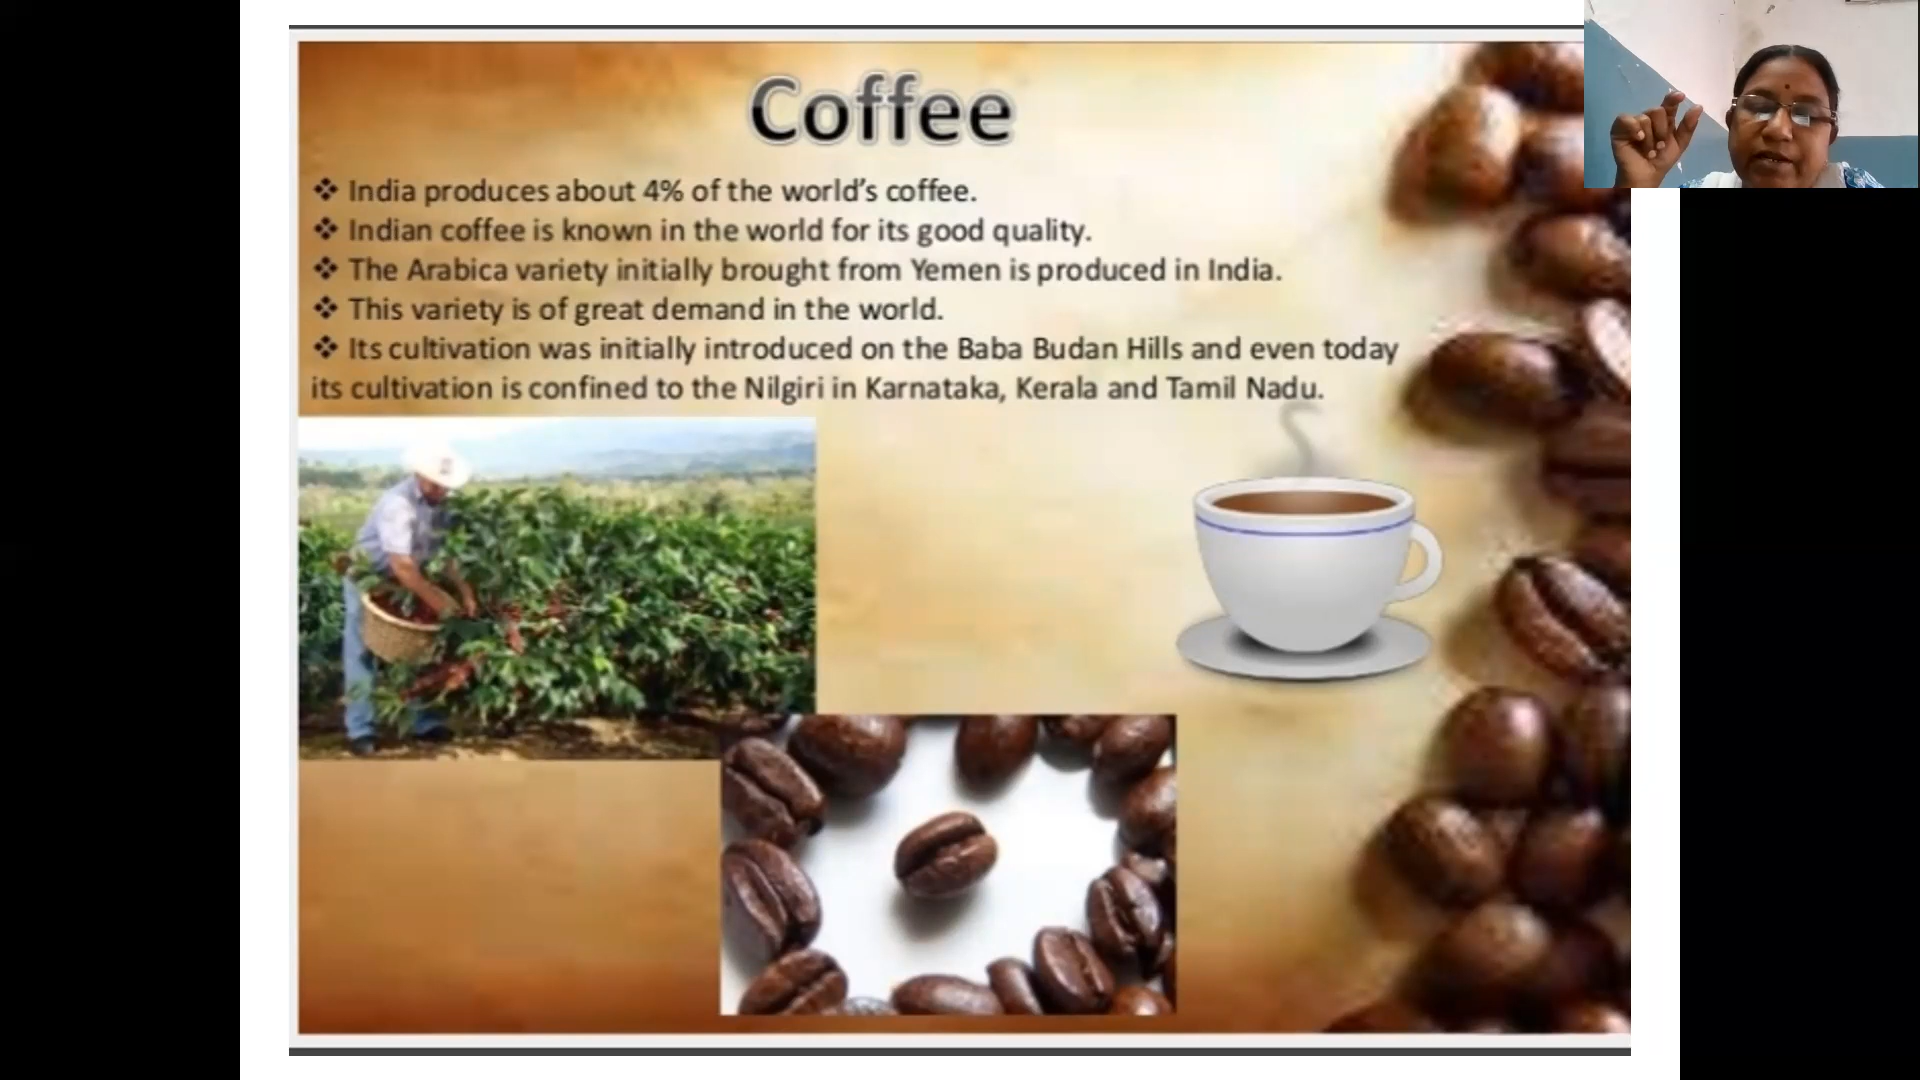 Coffee
❖ India produces about 4% of the world’s coffee.
❖ Indian coffee is known in the world for its good quality.
❖ The Arabica variety initially brought from Yemen is produced in India.
❖ This variety is of great demand in the world.
❖ Its cultivation was initially introduced on the Baba Budan Hills and even today
its cultivation is confined to the Nilgiri in Karnataka, Kerala and Tamil Nadu.